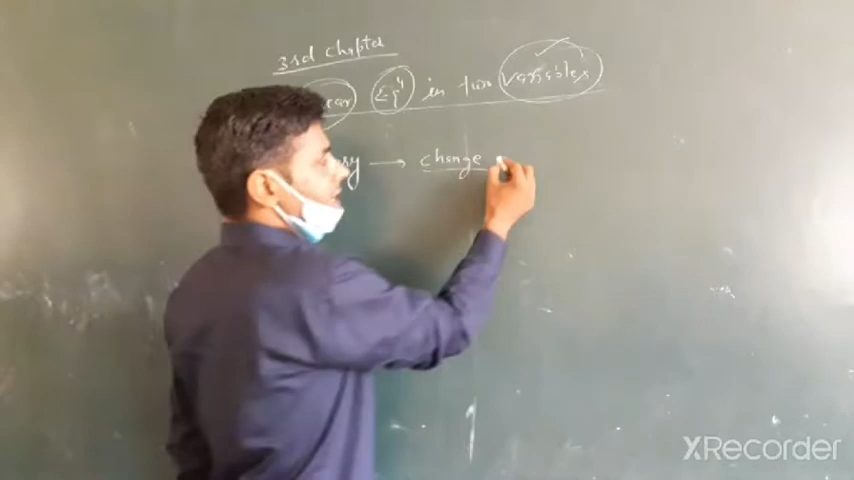 3rd chapter
Eqⁿ in two variables
→ change
XRecorder